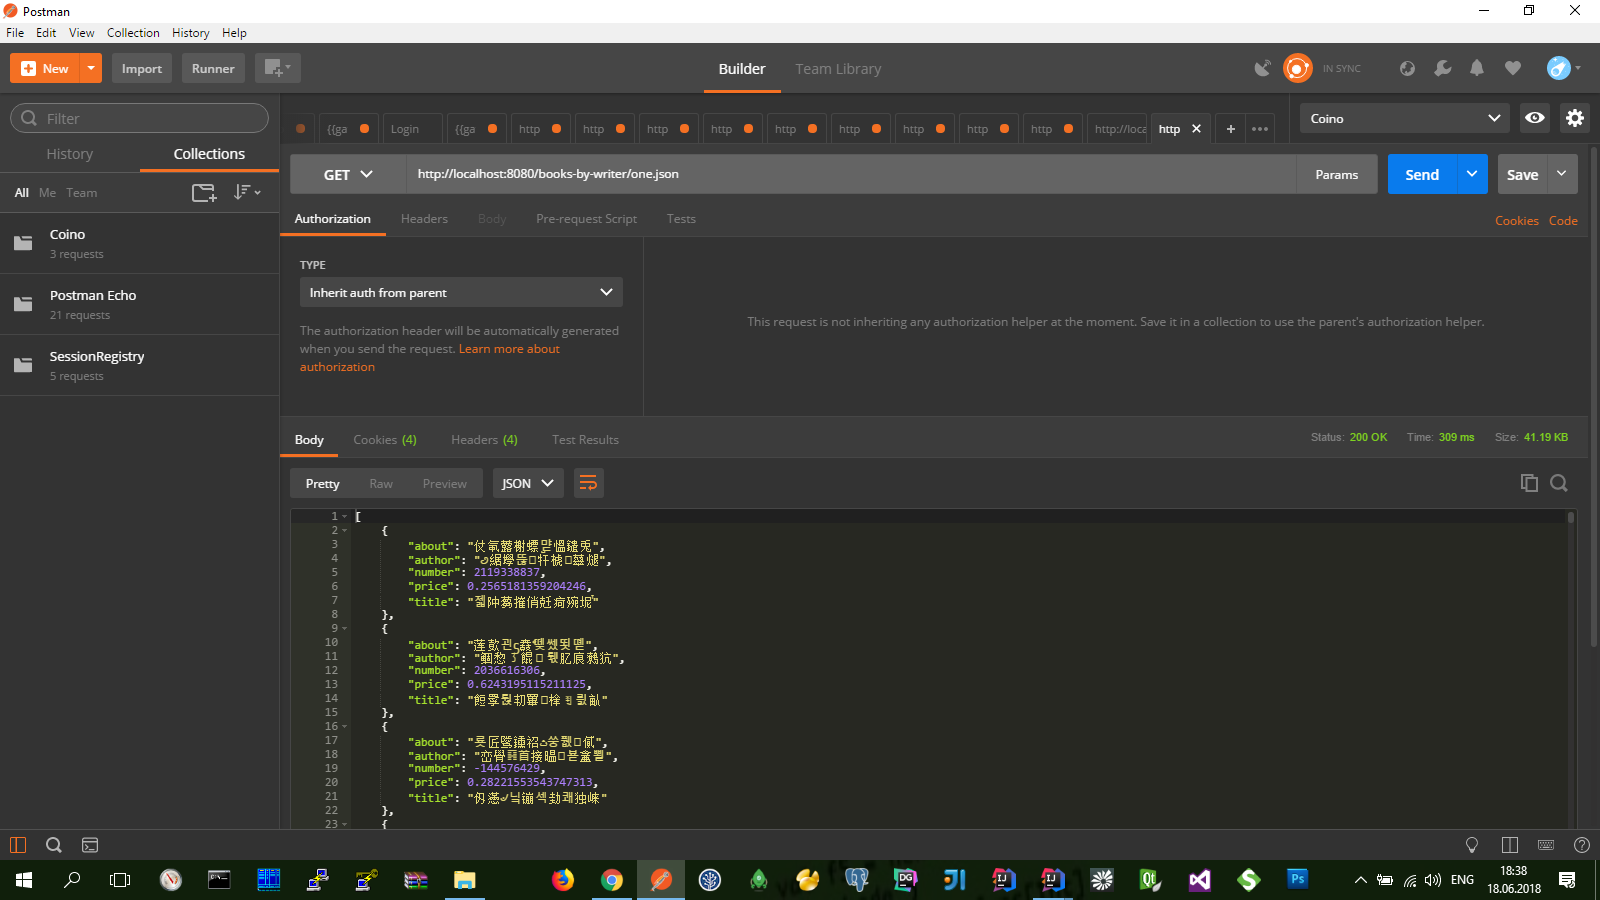 Postman
File Edit View Collection History Help
New Import Runner Builder Team Library IN SYNC
Filter
History Collections
All Me Team
Coino
3 requests
Postman Echo
21 requests
SessionRegistry
5 requests
{{ga Login {{ga http http http http http http http http http http://loca http
Coino
GET http://localhost:8080/books-by-writer/one.json Params Send Save
Authorization Headers Body Pre-request Script Tests Cookies Code
TYPE
Inherit auth from parent
The authorization header will be automatically generated
when you send the request. Learn more about
authorization
This request is not inheriting any authorization helper at the moment. Save it in a collection to use the parent's authorization helper.
Body Cookies (4) Headers (4) Test Results Status: 200 OK Time: 309 ms Size: 41.19 KB
Pretty Raw Preview JSON
1 [
2 {
3 "about":
4 "author":
5 "number": 2119338837,
6 "price": 0.2565181359204246,
7 "title":
8 },
9 {
10 "about":
11 "author":
12 "number": 2036616306,
13 "price": 0.6243195115211125,
14 "title":
15 },
16 {
17 "about":
18 "author":
19 "number": -144576429,
20 "price": 0.28221553543747313,
21 "title":
22 },
23 {
ENG
18:38
18.06.2018